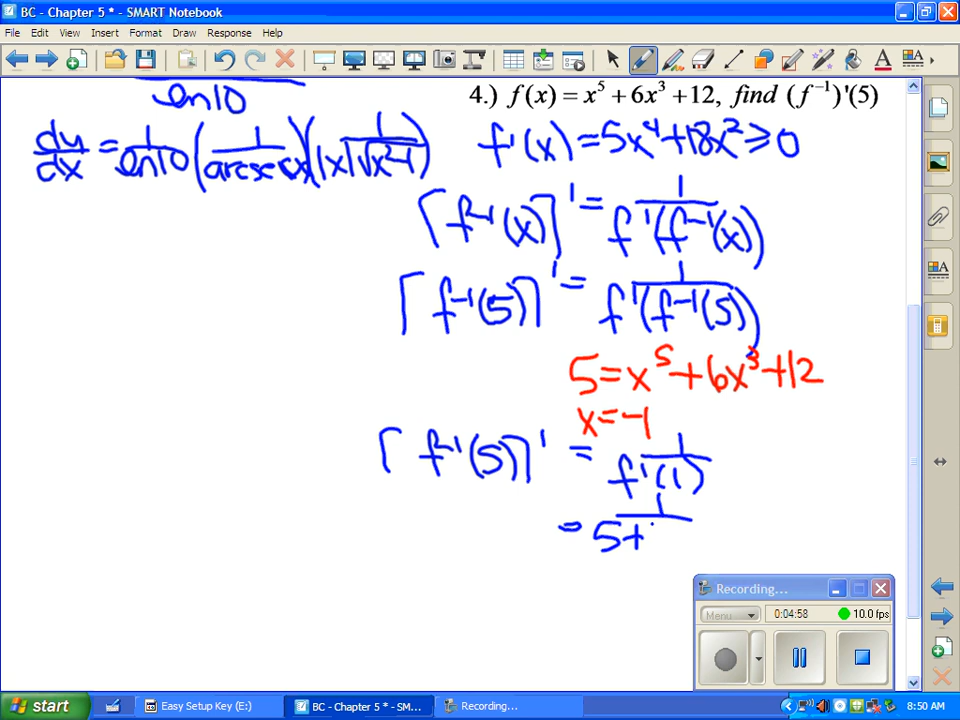 BC - Chapter 5 * - SMART Notebook
File Edit View Insert Format Draw Response Help
ln10
4.) f(x) = x⁵ + 6x³ + 12, find (f⁻¹)'(5)
du/dx = 1/ln10 (1/arcsecx)(1/|x|√x²-1)
f'(x) = 5x⁴ + 18x² ≥ 0
[f⁻¹(x)]' = 1/f'(f⁻¹(x))
[f⁻¹(5)]' = 1/f'(f⁻¹(5))
5 = x⁵ + 6x³ + 12
x = -1
[f⁻¹(5)]' = 1/f'(1)
= 1/5+
Recording...
Menu 0:04:58 10.0 fps
start Easy Setup Key (E:) BC - Chapter 5 * - SM... Recording... 8:50 AM